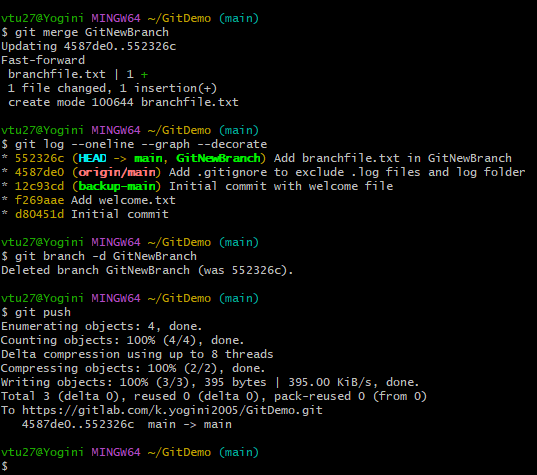 vtu27@Yogini MINGW64 ~/GitDemo (main)
$ git merge GitNewBranch
Updating 4587de0..552326c
Fast-forward
 branchfile.txt | 1 +
 1 file changed, 1 insertion(+)
 create mode 100644 branchfile.txt

vtu27@Yogini MINGW64 ~/GitDemo (main)
$ git log --oneline --graph --decorate
* 552326c (HEAD -> main, GitNewBranch) Add branchfile.txt in GitNewBranch
* 4587de0 (origin/main) Add .gitignore to exclude .log files and log folder
* 12c93cd (backup-main) Initial commit with welcome file
* f269aae Add welcome.txt
* d80451d Initial commit

vtu27@Yogini MINGW64 ~/GitDemo (main)
$ git branch -d GitNewBranch
Deleted branch GitNewBranch (was 552326c).

vtu27@Yogini MINGW64 ~/GitDemo (main)
$ git push
Enumerating objects: 4, done.
Counting objects: 100% (4/4), done.
Delta compression using up to 8 threads
Compressing objects: 100% (2/2), done.
Writing objects: 100% (3/3), 395 bytes | 395.00 KiB/s, done.
Total 3 (delta 0), reused 0 (delta 0), pack-reused 0 (from 0)
To https://gitlab.com/k.yogini2005/GitDemo.git
   4587de0..552326c  main -> main

vtu27@Yogini MINGW64 ~/GitDemo (main)
$